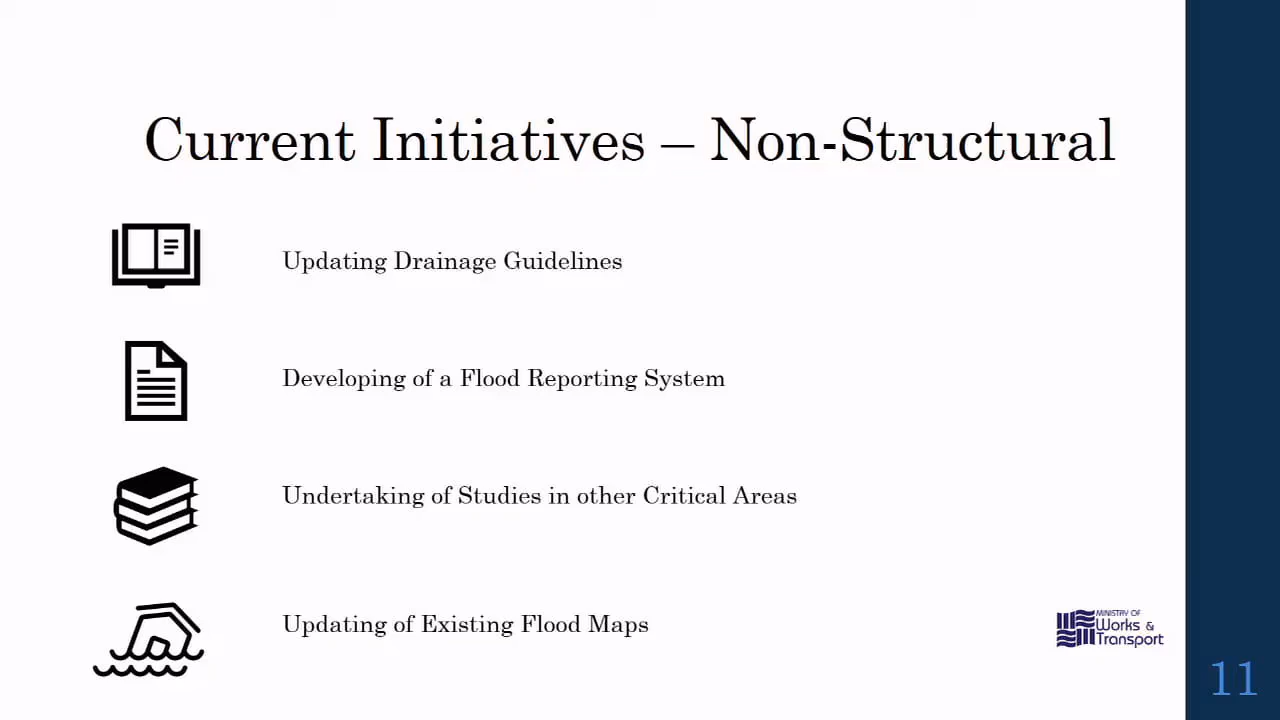 Current Initiatives – Non-Structural
Updating Drainage Guidelines
Developing of a Flood Reporting System
Undertaking of Studies in other Critical Areas
Updating of Existing Flood Maps
MINISTRY OF
Works &
Transport
11